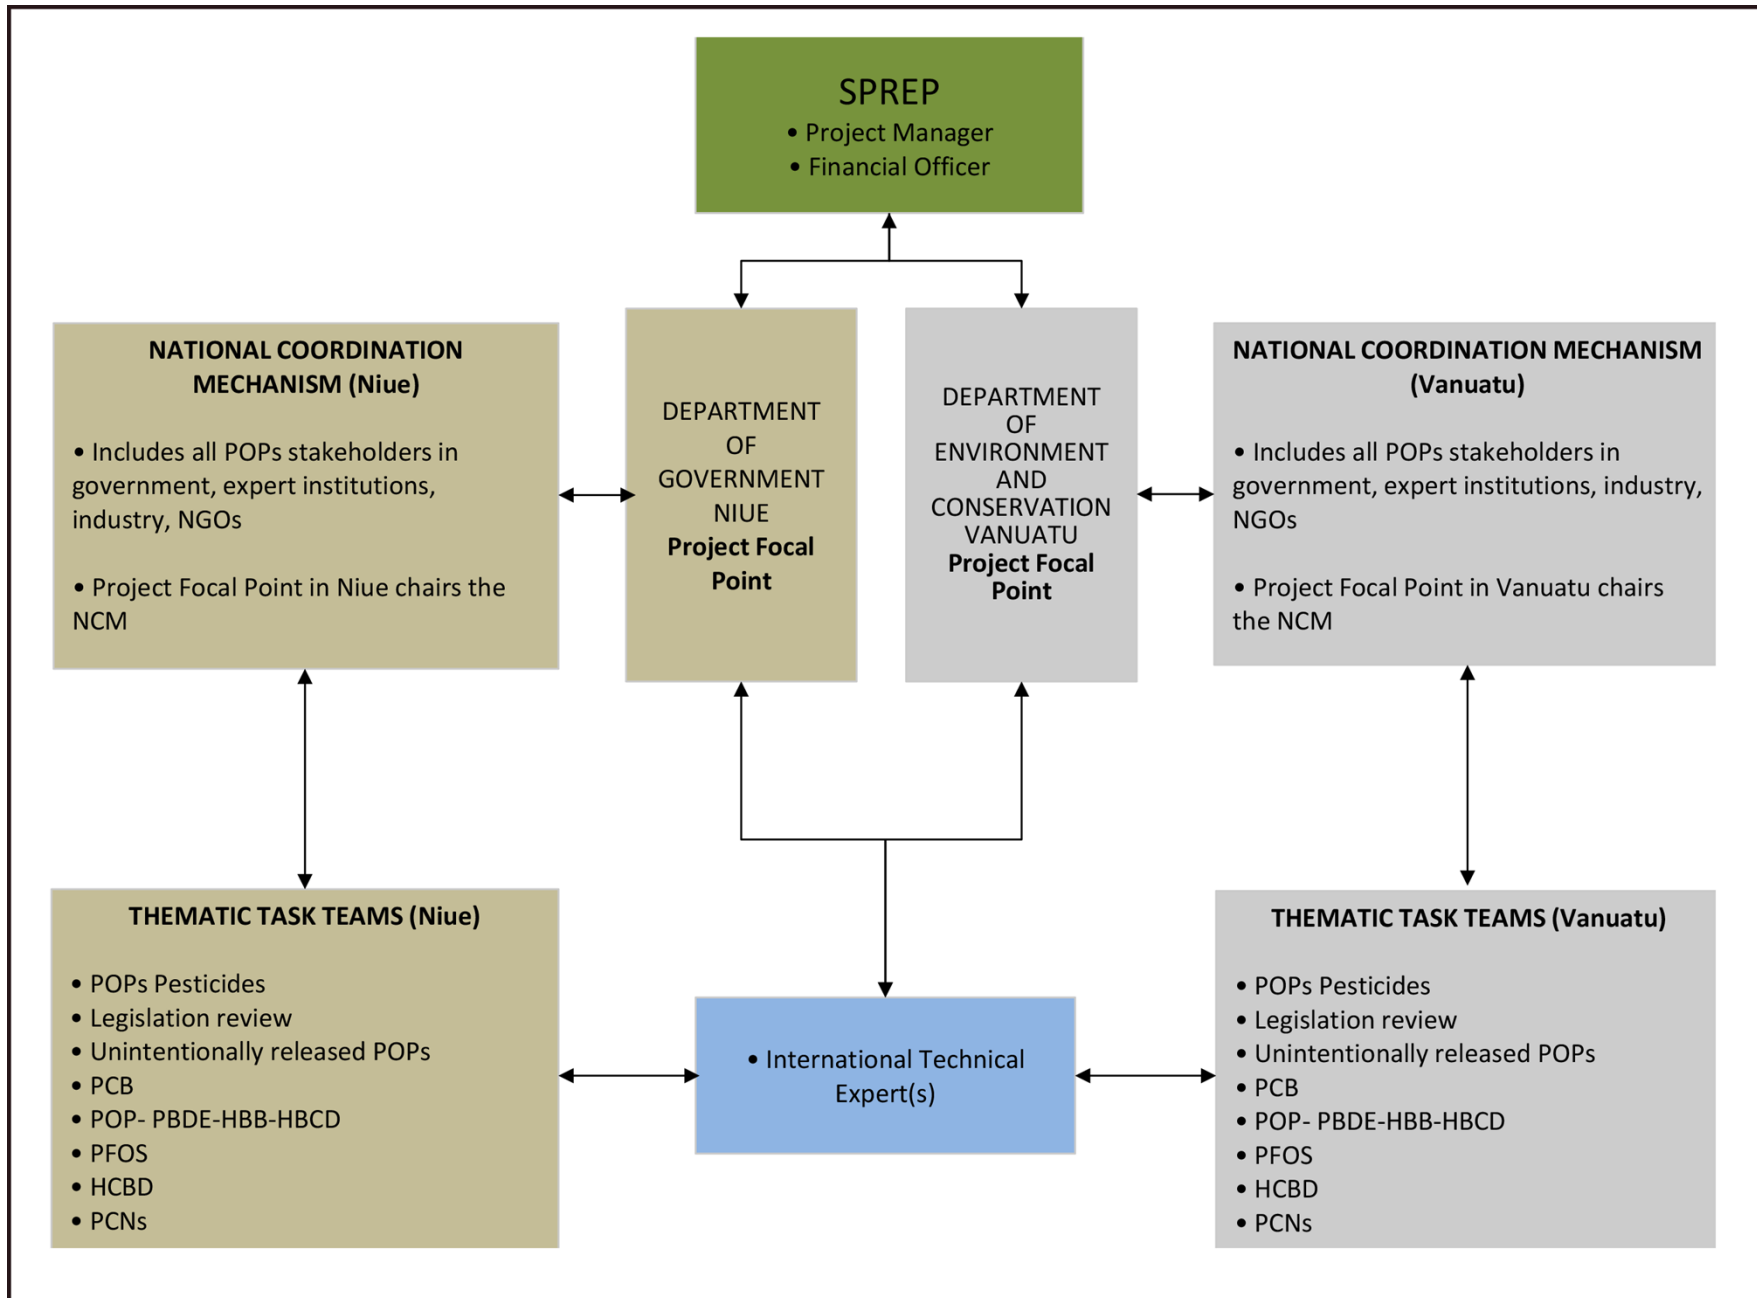 SPREP
• Project Manager
• Financial Officer
NATIONAL COORDINATION
MECHANISM (Niue)
• Includes all POPs stakeholders in
government, expert institutions,
industry, NGOs
• Project Focal Point in Niue chairs the
NCM
DEPARTMENT
OF
GOVERNMENT
NIUE
Project Focal
Point
DEPARTMENT
OF
ENVIRONMENT
AND
CONSERVATION
VANUATU
Project Focal
Point
NATIONAL COORDINATION MECHANISM
(Vanuatu)
• Includes all POPs stakeholders in
government, expert institutions, industry,
NGOs
• Project Focal Point in Vanuatu chairs
the NCM
THEMATIC TASK TEAMS (Niue)
• POPs Pesticides
• Legislation review
• Unintentionally released POPs
• PCB
• POP- PBDE-HBB-HBCD
• PFOS
• HCBD
• PCNs
• International Technical
Expert(s)
THEMATIC TASK TEAMS (Vanuatu)
• POPs Pesticides
• Legislation review
• Unintentionally released POPs
• PCB
• POP- PBDE-HBB-HBCD
• PFOS
• HCBD
• PCNs